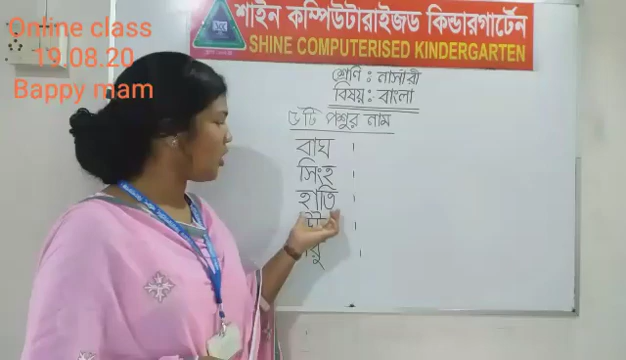 Online class
19.08.20
Bappy mam
শাইন কম্পিউটারাইজড কিন্ডারগার্টেন
SHINE COMPUTERISED KINDERGARTEN
শ্রেণি : নার্সারী
বিষয় : বাংলা
৫টি পশুর নাম
বাঘ ।
সিংহ ।
হাতি ।
।
।